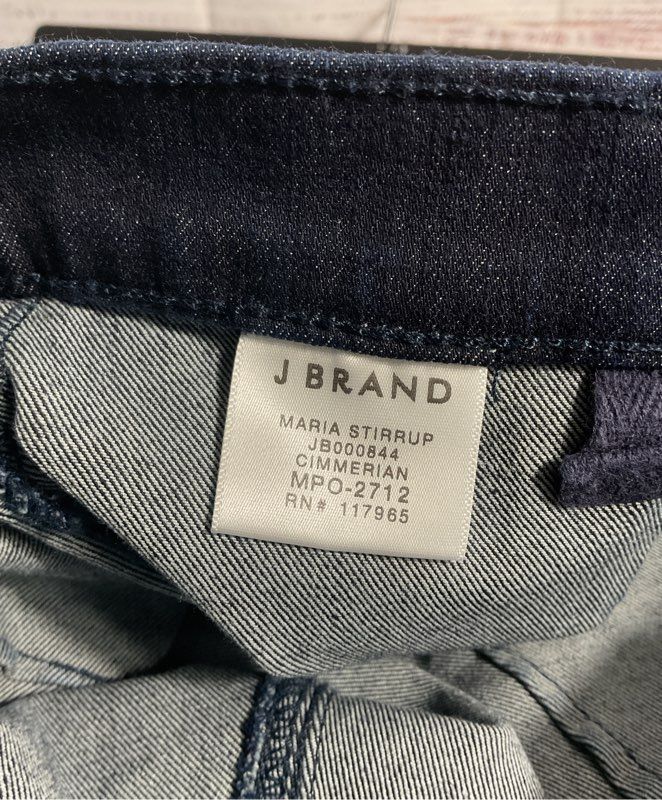 J BRAND
MARIA STIRRUP
JB000844
CIMMERIAN
MPO-2712
RN# 117965